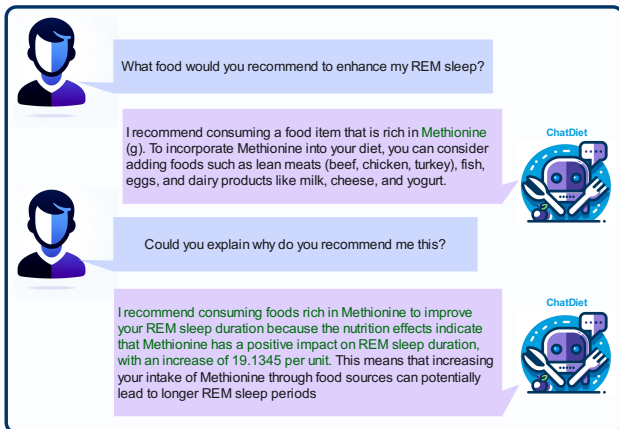 What food would you recommend to enhance my REM sleep?
ChatDiet
I recommend consuming a food item that is rich in Methionine
(g). To incorporate Methionine into your diet, you can consider
adding foods such as lean meats (beef, chicken, turkey), fish,
eggs, and dairy products like milk, cheese, and yogurt.
Could you explain why do you recommend me this?
ChatDiet
I recommend consuming foods rich in Methionine to improve
your REM sleep duration because the nutrition effects indicate
that Methionine has a positive impact on REM sleep duration,
with an increase of 19.1345 per unit. This means that increasing
your intake of Methionine through food sources can potentially
lead to longer REM sleep periods